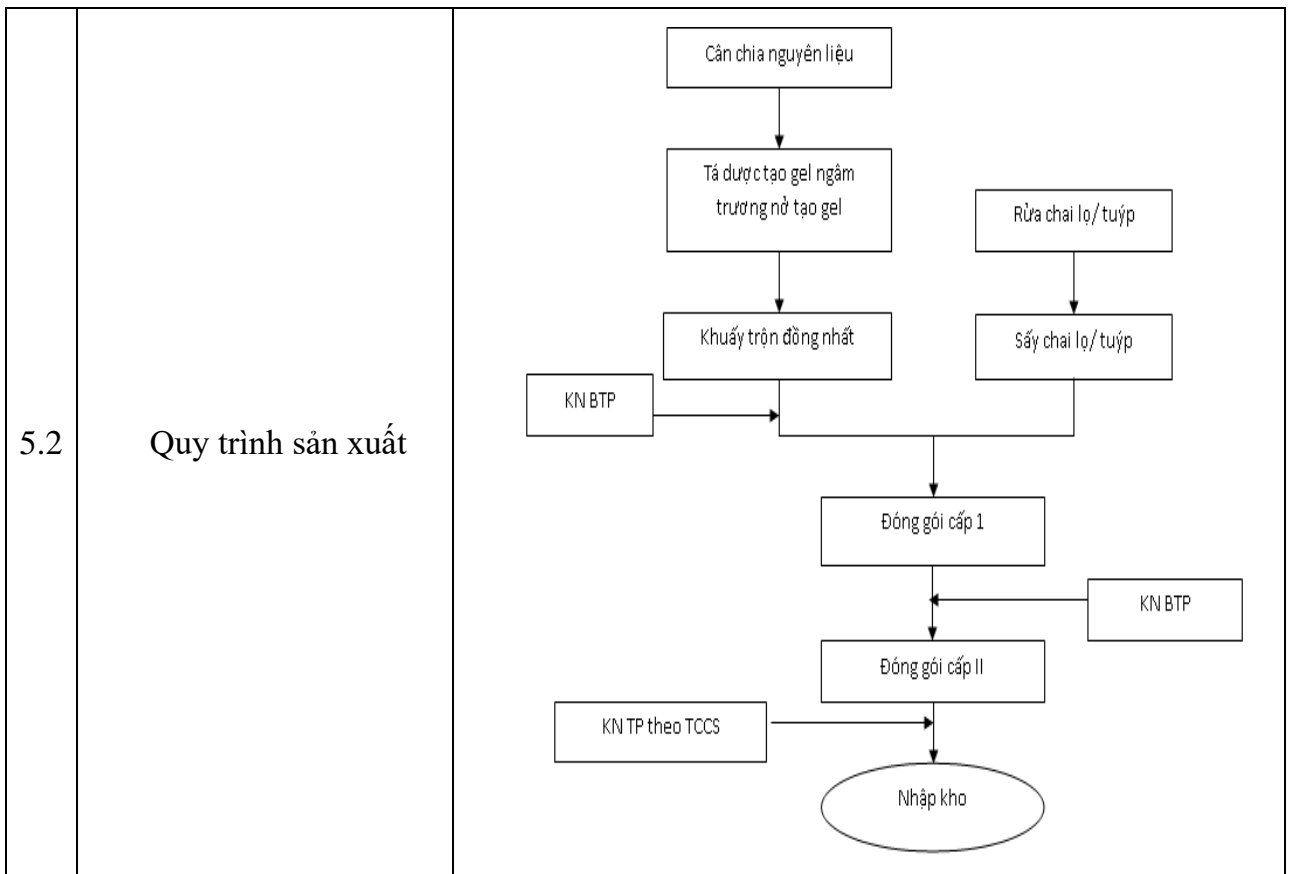 5.2
Quy trình sản xuất
Cân chia nguyên liệu
Tá dược tạo gel ngâm
trương nở tạo gel
Rửa chai lọ/ tuýp
Khuấy trộn đồng nhất
Sấy chai lọ/ tuýp
KN BTP
Đóng gói cấp 1
KN BTP
Đóng gói cấp II
KN TP theo TCCS
Nhập kho